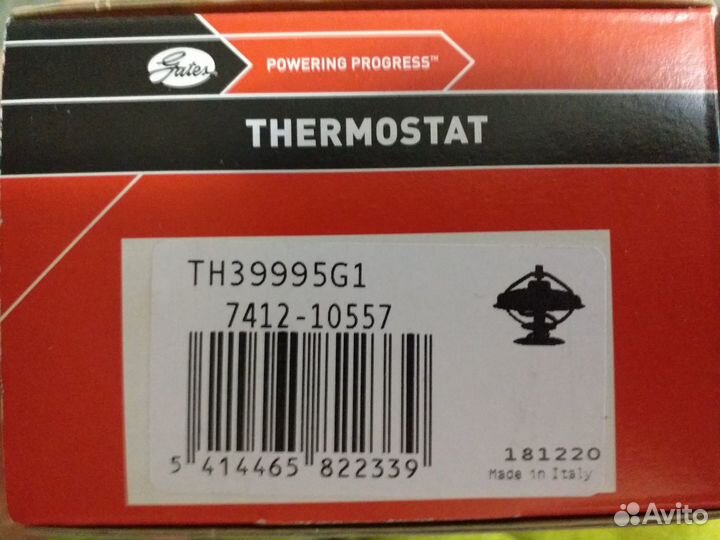 Gates
POWERING PROGRESS™
THERMOSTAT
TH39995G1
7412-10557
5 414465 822339
181220
Made in Italy
Avito